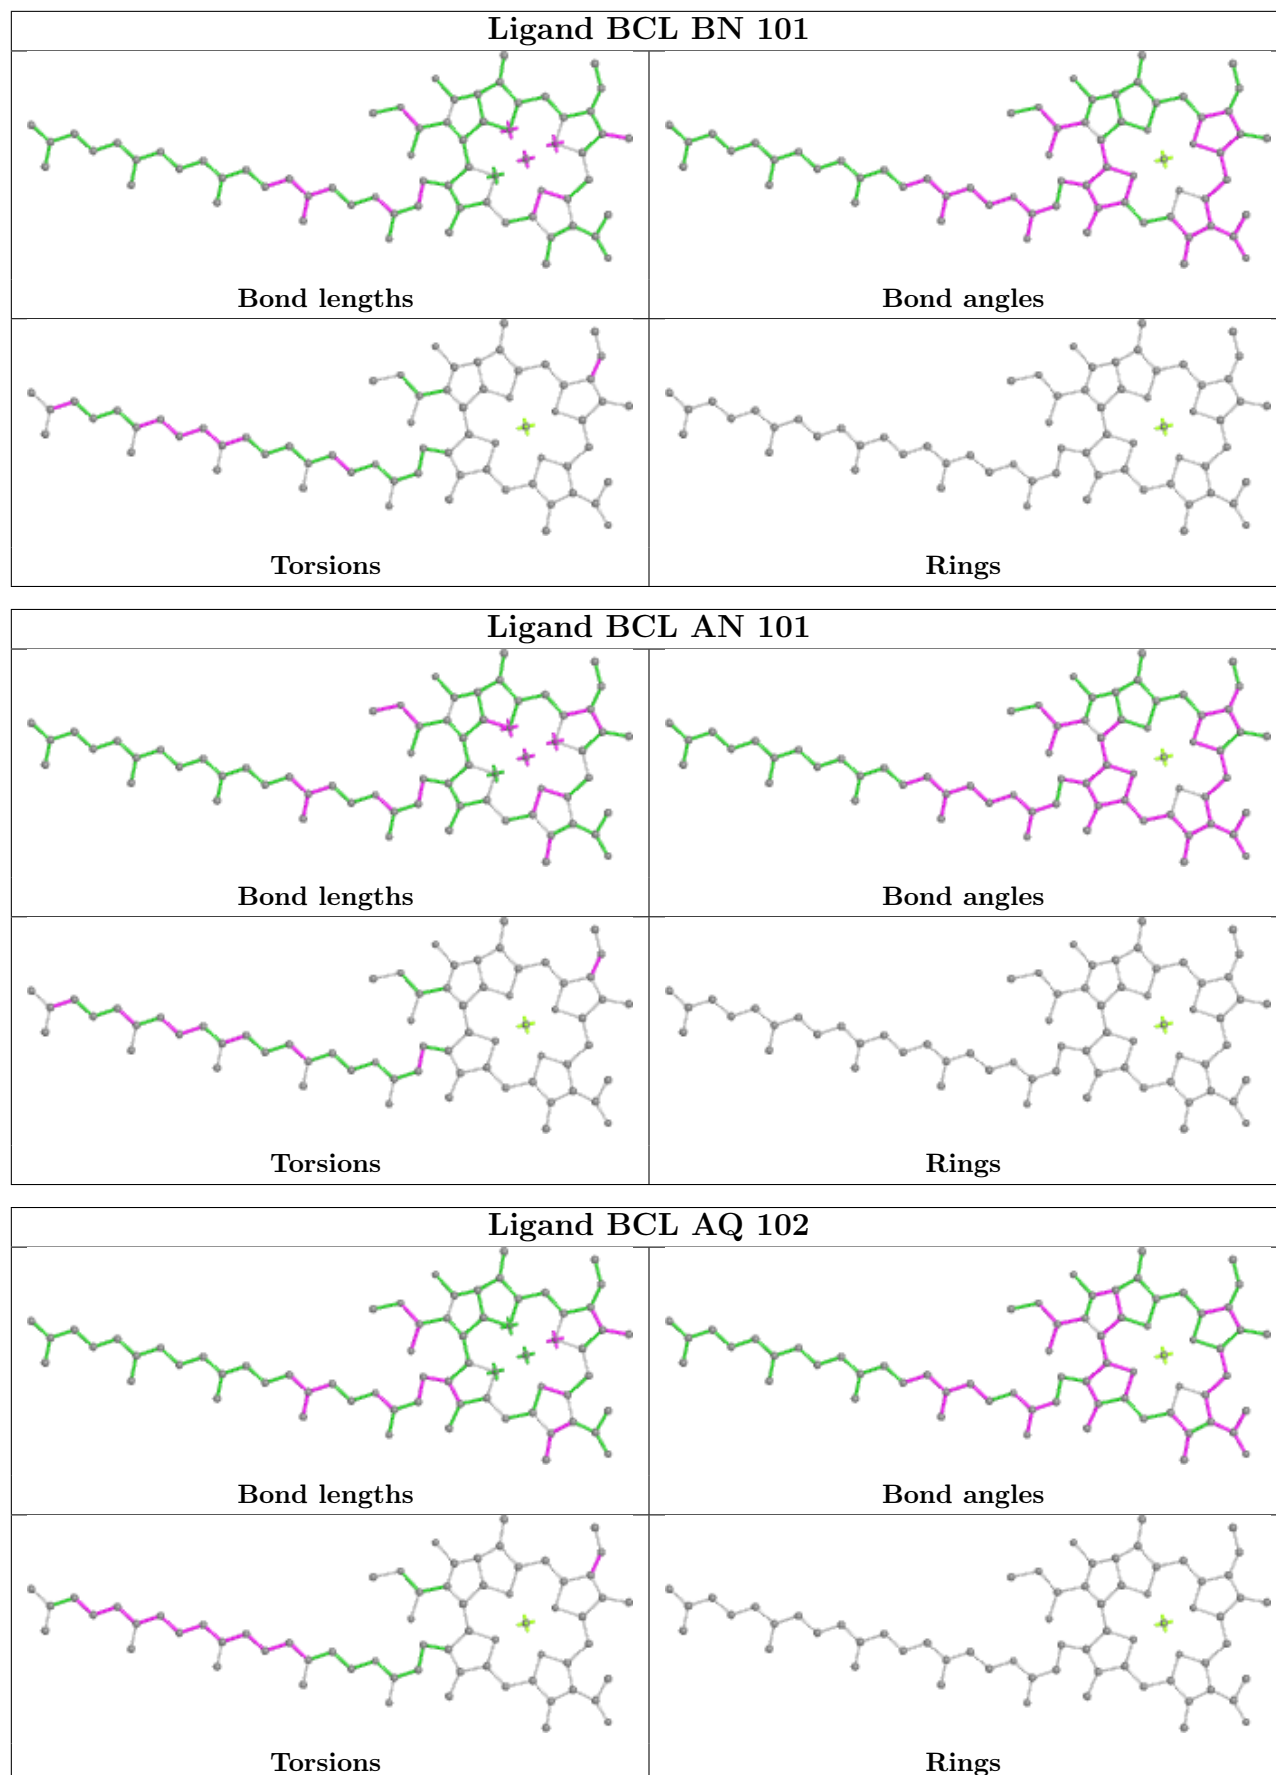 Ligand BCL BN 101
Bond lengths
Bond angles
Torsions
Rings
Ligand BCL AN 101
Bond lengths
Bond angles
Torsions
Rings
Ligand BCL AQ 102
Bond lengths
Bond angles
Torsions
Rings